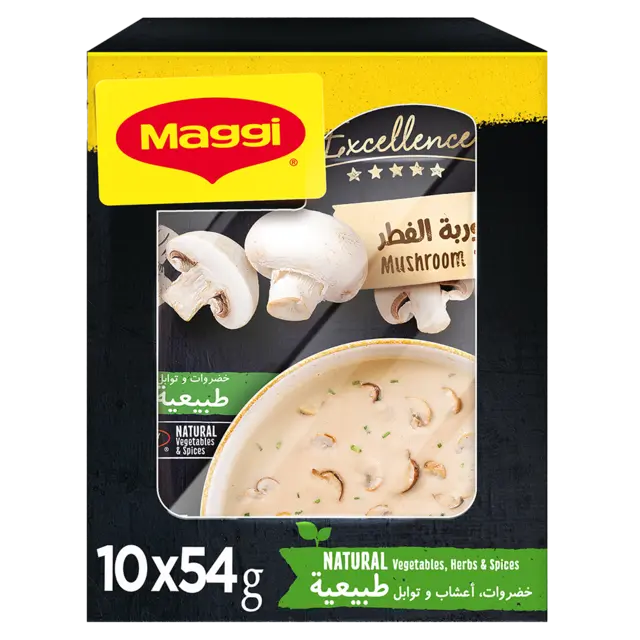 Maggi
®
Excellence
وربة الفطر
Mushroom
خضروات و توابل
طبيعية
®
NATURAL
Vegetables
& Spices
10x54g
NATURAL Vegetables, Herbs & Spices
طبيعية خضروات، أعشاب و توابل